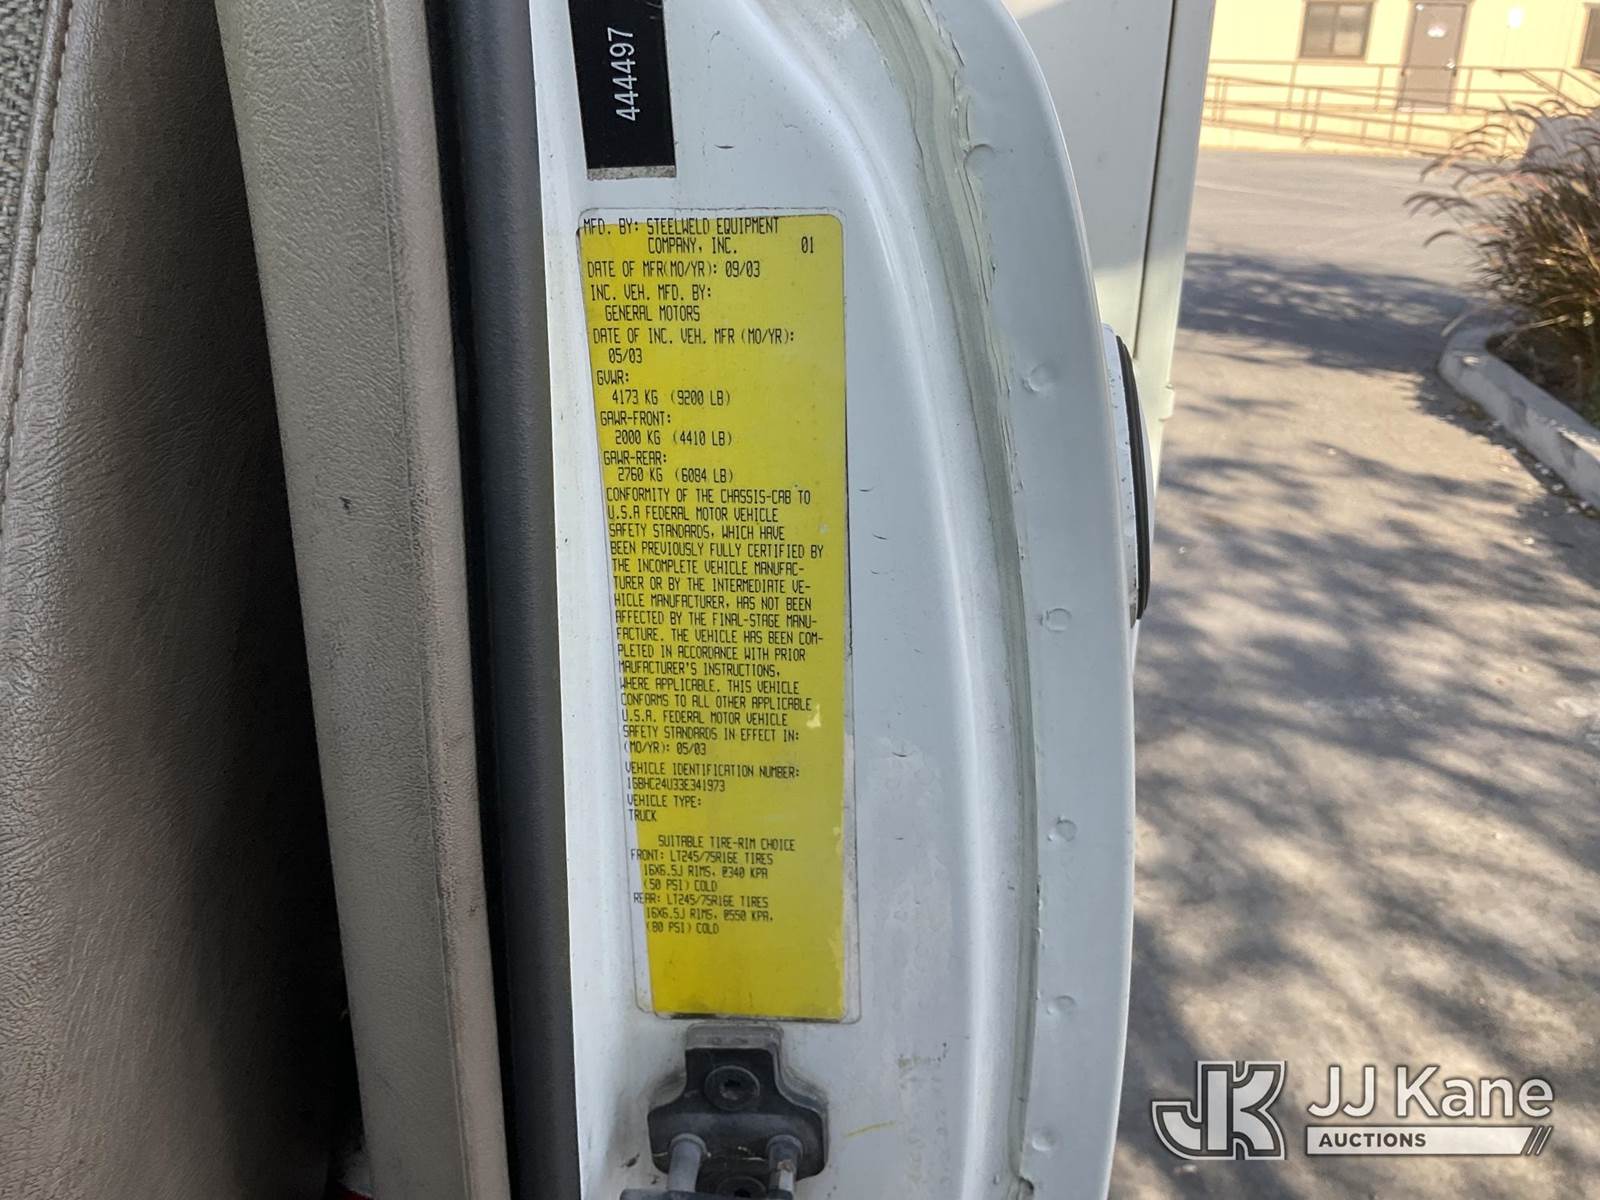 444497
MFD. BY: STEELWELD EQUIPMENT
COMPANY, INC. 01
DATE OF MFR(MO/YR): 09/03
INC. VEH. MFD. BY:
GENERAL MOTORS
DATE OF INC. VEH. MFR (MO/YR):
05/03
GVWR:
4173 KG (9200 LB)
GAWR-FRONT:
2000 KG (4410 LB)
GAWR-REAR:
2760 KG (6084 LB)
CONFORMITY OF THE CHASSIS-CAB TO
U.S.A FEDERAL MOTOR VEHICLE
SAFETY STANDARDS, WHICH HAVE
BEEN PREVIOUSLY FULLY CERTIFIED BY
THE INCOMPLETE VEHICLE MANUFAC-
TURER OR BY THE INTERMEDIATE VE-
HICLE MANUFACTURER, HAS NOT BEEN
AFFECTED BY THE FINAL-STAGE MANU-
FACTURE. THE VEHICLE HAS BEEN COM-
PLETED IN ACCORDANCE WITH PRIOR
MAUFACTURER'S INSTRUCTIONS,
WHERE APPLICABLE. THIS VEHICLE
CONFORMS TO ALL OTHER APPLICABLE
U.S.A. FEDERAL MOTOR VEHICLE
SAFETY STANDARDS IN EFFECT IN:
(MO/YR): 05/03
VEHICLE IDENTIFICATION NUMBER:
1GBHC24U33E341973
VEHICLE TYPE:
TRUCK
SUITABLE TIRE-RIM CHOICE
FRONT: LT245/75R16E TIRES
16X6.5J RIMS, @340 KPA
(50 PSI) COLD
REAR: LT245/75R16E TIRES
16X6.5J RIMS, @550 KPA,
(80 PSI) COLD
JK JJ Kane
AUCTIONS